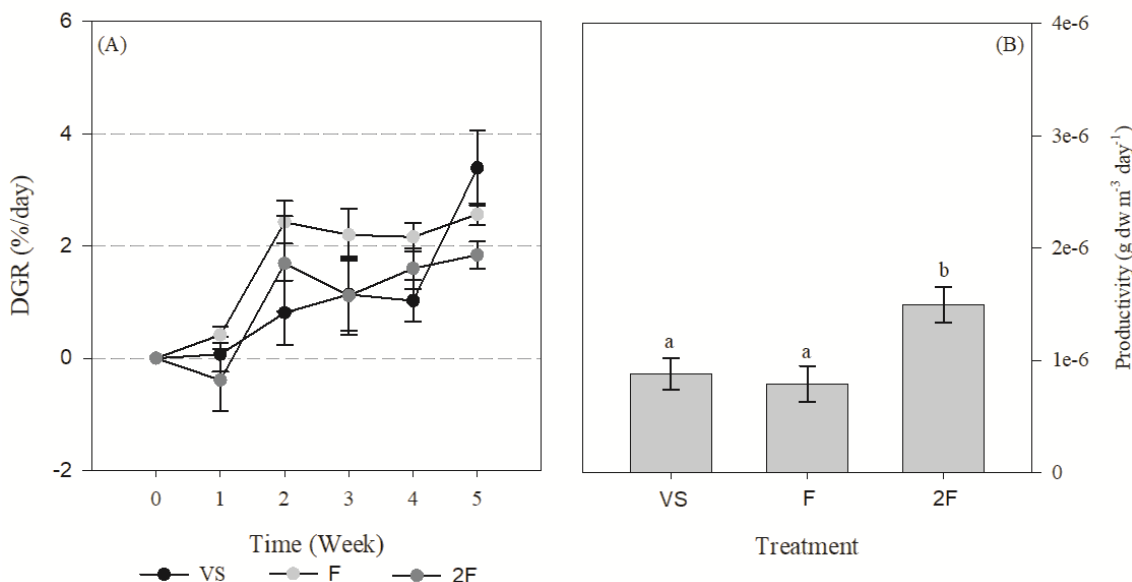 (A)
6
4
2
0
-2
DGR (%/day)
0 1 2 3 4 5
Time (Week)
VS F 2F
(B)
4e-6
3e-6
2e-6
1e-6
0
Productivity (g dw m⁻³ day⁻¹)
a a b
VS F 2F
Treatment